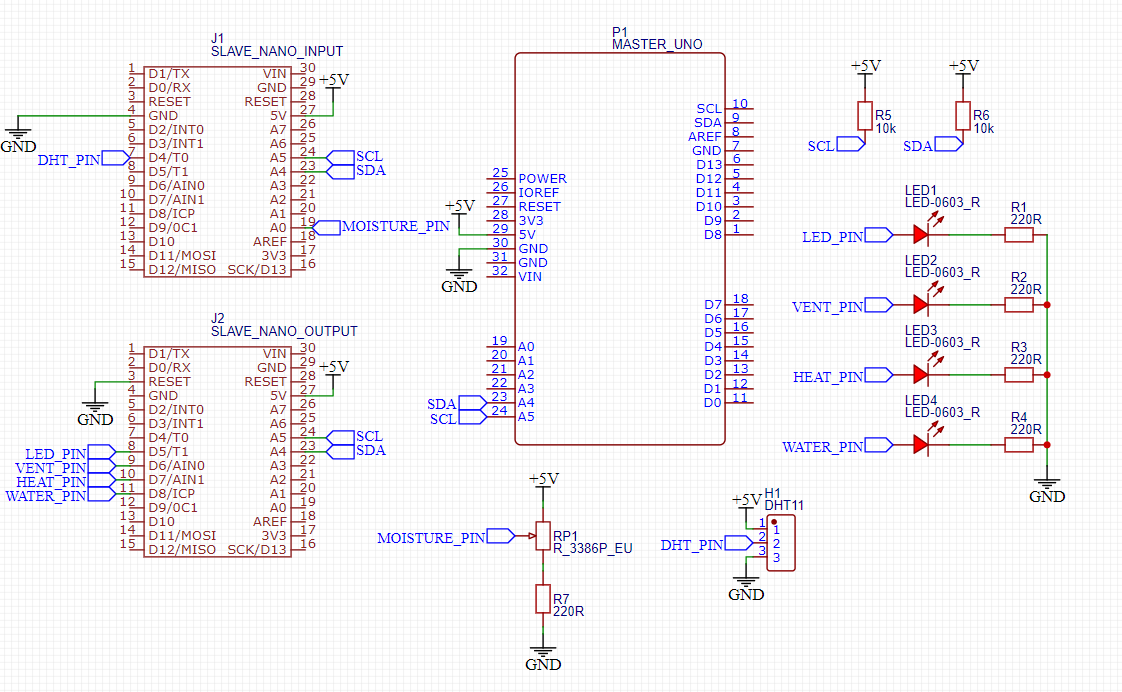 J1
SLAVE_NANO_INPUT
1 D1/TX VIN 30
2 D0/RX GND 29 +5V
3 RESET RESET 28
4 GND 5V 27
GND
5 D2/INT0 A7 26
6 D3/INT1 A6 25
DHT_PIN 7 D4/T0 A5 24 SCL
8 D5/T1 A4 23 SDA
9 D6/AIN0 A3 22
10 D7/AIN1 A2 21
11 D8/ICP A1 20
12 D9/0C1 A0 19 MOISTURE_PIN
13 D10 AREF 18
14 D11/MOSI 3V3 17
15 D12/MISO SCK/D13 16
J2
SLAVE_NANO_OUTPUT
1 D1/TX VIN 30
2 D0/RX GND 29 +5V
3 RESET RESET 28
4 GND 5V 27
GND
5 D2/INT0 A7 26
6 D3/INT1 A6 25
7 D4/T0 A5 24 SCL
LED_PIN 8 D5/T1 A4 23 SDA
VENT_PIN 9 D6/AIN0 A3 22
HEAT_PIN 10 D7/AIN1 A2 21
WATER_PIN 11 D8/ICP A1 20
12 D9/0C1 A0 19
13 D10 AREF 18
14 D11/MOSI 3V3 17
15 D12/MISO SCK/D13 16
P1
MASTER_UNO
SCL 10
SDA 9
AREF 8
GND 7
D13 6
25 POWER D12 5
26 IOREF D11 4
27 RESET D10 3
+5V 28 3V3 D9 2
29 5V D8 1
30 GND
31 GND
32 VIN
GND
D7 18
D6 17
D5 16
19 A0 D4 15
20 A1 D3 14
21 A2 D2 13
22 A3 D1 12
SDA 23 A4 D0 11
SCL 24 A5
+5V
R5
10k
SCL
+5V
R6
10k
SDA
LED1
LED-0603_R
R1
220R
LED_PIN
LED2
LED-0603_R
R2
220R
VENT_PIN
LED3
LED-0603_R
R3
220R
HEAT_PIN
LED4
LED-0603_R
R4
220R
WATER_PIN
GND
+5V
MOISTURE_PIN
RP1
R_3386P_EU
R7
220R
GND
+5V
H1
DHT11
1 1
DHT_PIN 2 2
3 3
GND